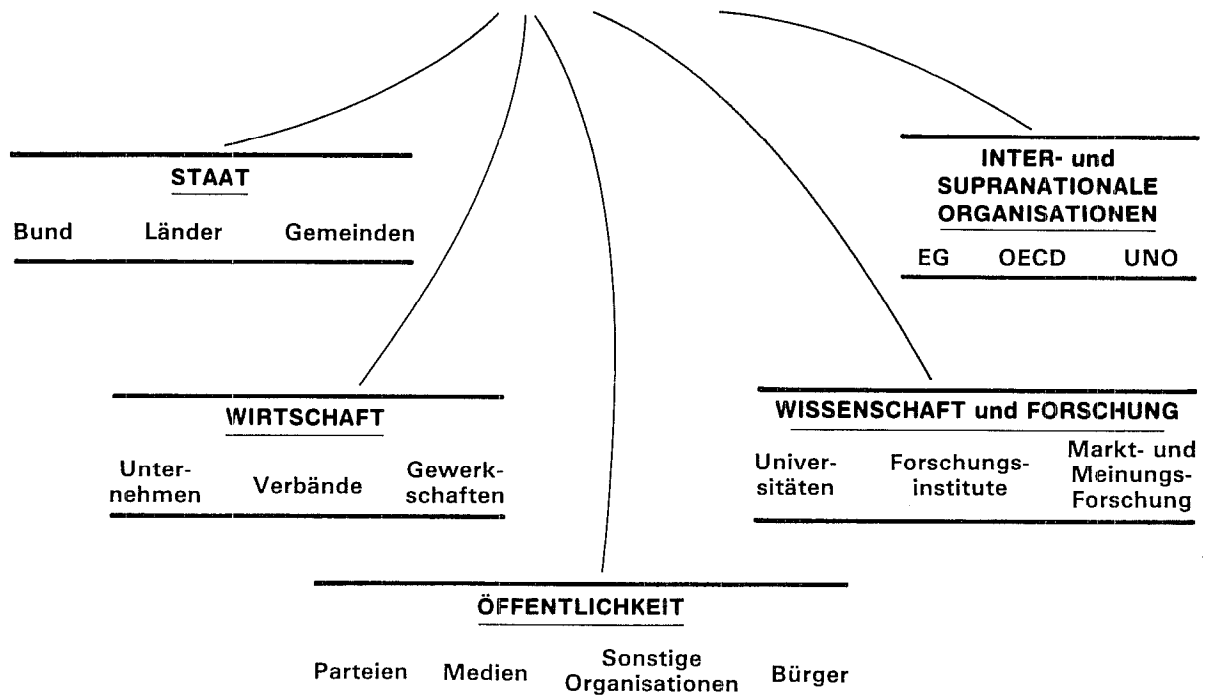 STAAT
Bund Länder Gemeinden
INTER- und
SUPRANATIONALE
ORGANISATIONEN
EG OECD UNO
WIRTSCHAFT
Unter-
nehmen
Verbände
Gewerk-
schaften
WISSENSCHAFT und FORSCHUNG
Univer-
sitäten
Forschungs-
institute
Markt- und
Meinungs-
Forschung
ÖFFENTLICHKEIT
Parteien
Medien
Sonstige
Organisationen
Bürger